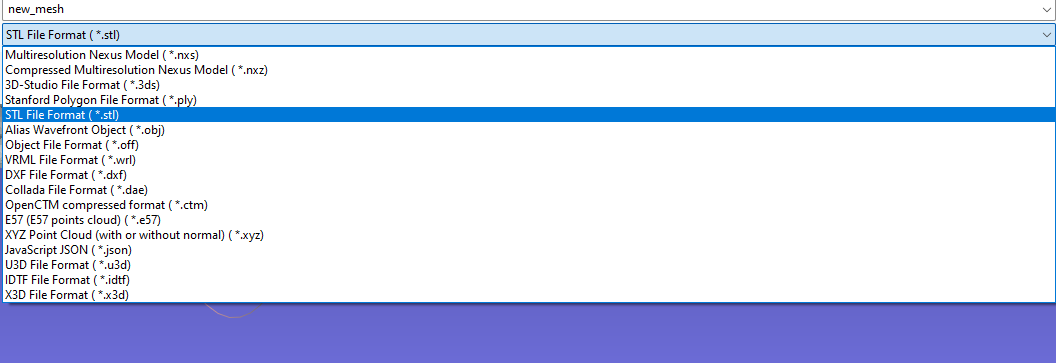 new_mesh
STL File Format ( *.stl)
Multiresolution Nexus Model ( *.nxs)
Compressed Multiresolution Nexus Model ( *.nxz)
3D-Studio File Format ( *.3ds)
Stanford Polygon File Format ( *.ply)
STL File Format ( *.stl)
Alias Wavefront Object ( *.obj)
Object File Format ( *.off)
VRML File Format ( *.wrl)
DXF File Format ( *.dxf)
Collada File Format ( *.dae)
OpenCTM compressed format ( *.ctm)
E57 (E57 points cloud) ( *.e57)
XYZ Point Cloud (with or without normal) ( *.xyz)
JavaScript JSON ( *.json)
U3D File Format ( *.u3d)
IDTF File Format ( *.idtf)
X3D File Format ( *.x3d)